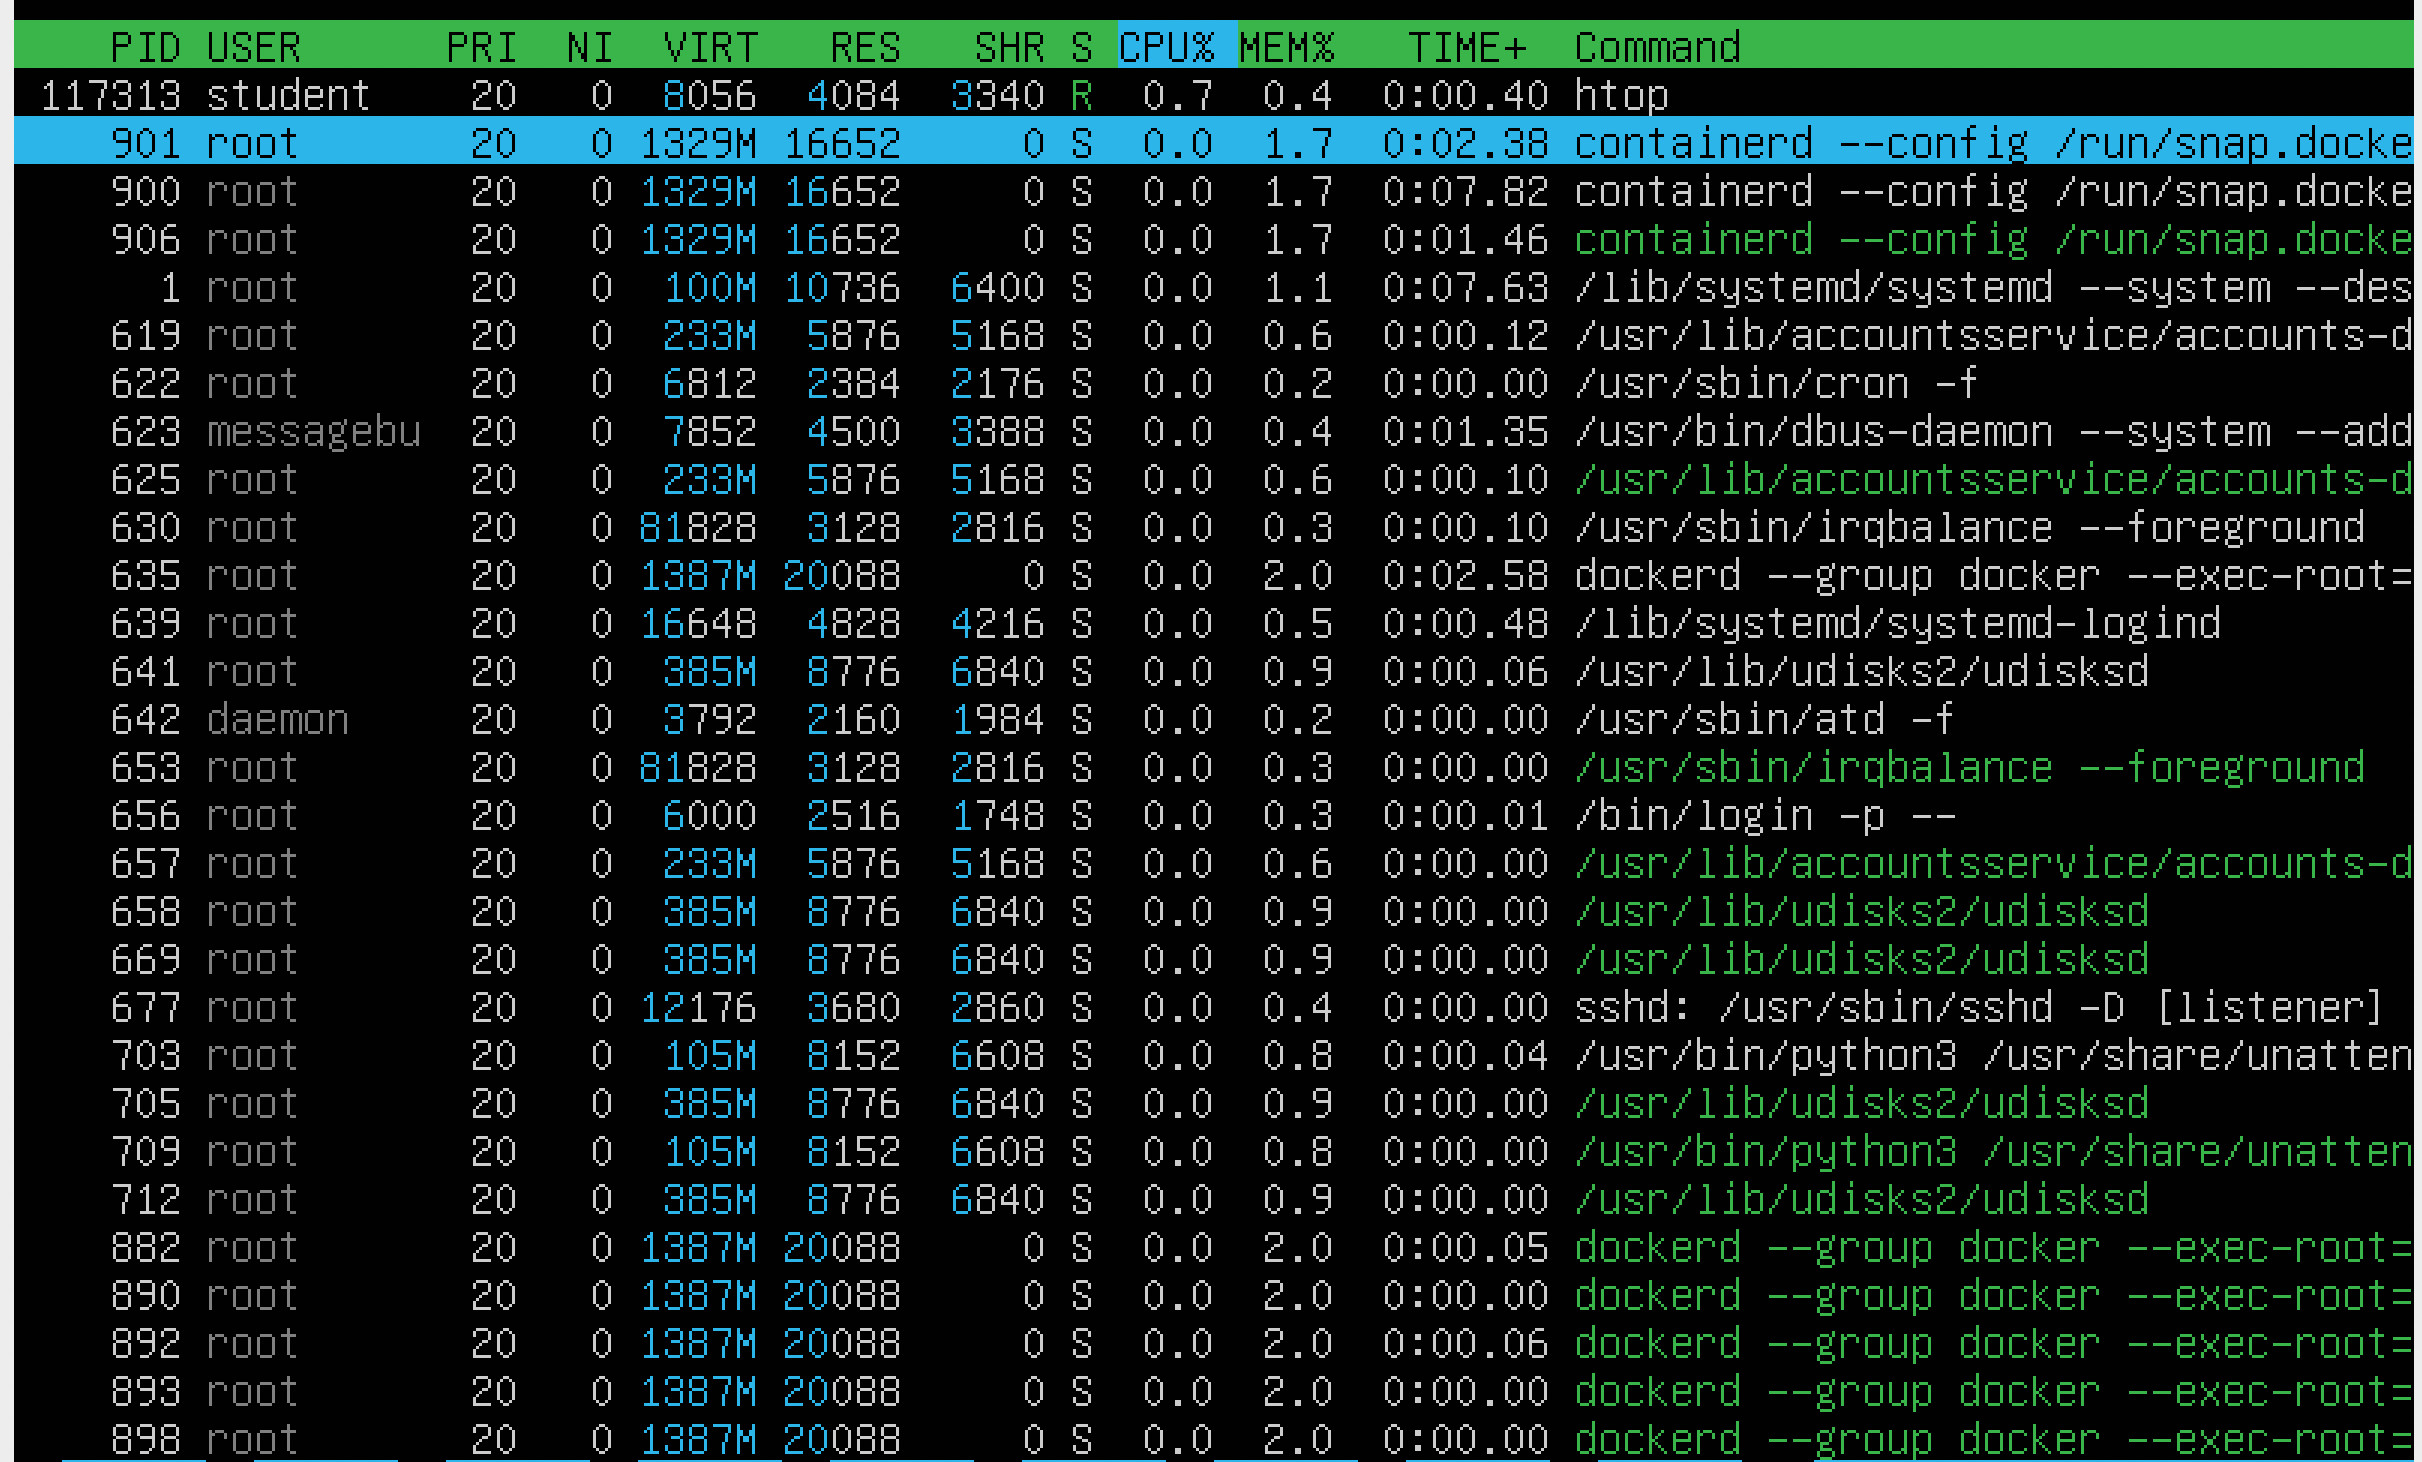 PID USER PRI NI VIRT RES SHR S CPU% MEM% TIME+ Command
117313 student 20 0 8056 4084 3340 R 0.7 0.4 0:00.40 htop
901 root 20 0 1329M 16652 0 S 0.0 1.7 0:02.38 containerd --config /run/snap.docke
900 root 20 0 1329M 16652 0 S 0.0 1.7 0:07.82 containerd --config /run/snap.docke
906 root 20 0 1329M 16652 0 S 0.0 1.7 0:01.46 containerd --config /run/snap.docke
1 root 20 0 100M 10736 6400 S 0.0 1.1 0:07.63 /lib/systemd/systemd --system --des
619 root 20 0 233M 5876 5168 S 0.0 0.6 0:00.12 /usr/lib/accountsservice/accounts-d
622 root 20 0 6812 2384 2176 S 0.0 0.2 0:00.00 /usr/sbin/cron -f
623 messagebu 20 0 7852 4500 3388 S 0.0 0.4 0:01.35 /usr/bin/dbus-daemon --system --add
625 root 20 0 233M 5876 5168 S 0.0 0.6 0:00.10 /usr/lib/accountsservice/accounts-d
630 root 20 0 81828 3128 2816 S 0.0 0.3 0:00.10 /usr/sbin/irqbalance --foreground
635 root 20 0 1387M 20088 0 S 0.0 2.0 0:02.58 dockerd --group docker --exec-root=
639 root 20 0 16648 4828 4216 S 0.0 0.5 0:00.48 /lib/systemd/systemd-logind
641 root 20 0 385M 8776 6840 S 0.0 0.9 0:00.06 /usr/lib/udisks2/udisksd
642 daemon 20 0 3792 2160 1984 S 0.0 0.2 0:00.00 /usr/sbin/atd -f
653 root 20 0 81828 3128 2816 S 0.0 0.3 0:00.00 /usr/sbin/irqbalance --foreground
656 root 20 0 6000 2516 1748 S 0.0 0.3 0:00.01 /bin/login -p --
657 root 20 0 233M 5876 5168 S 0.0 0.6 0:00.00 /usr/lib/accountsservice/accounts-d
658 root 20 0 385M 8776 6840 S 0.0 0.9 0:00.00 /usr/lib/udisks2/udisksd
669 root 20 0 385M 8776 6840 S 0.0 0.9 0:00.00 /usr/lib/udisks2/udisksd
677 root 20 0 12176 3680 2860 S 0.0 0.4 0:00.00 sshd: /usr/sbin/sshd -D [listener]
703 root 20 0 105M 8152 6608 S 0.0 0.8 0:00.04 /usr/bin/python3 /usr/share/unatten
705 root 20 0 385M 8776 6840 S 0.0 0.9 0:00.00 /usr/lib/udisks2/udisksd
709 root 20 0 105M 8152 6608 S 0.0 0.8 0:00.00 /usr/bin/python3 /usr/share/unatten
712 root 20 0 385M 8776 6840 S 0.0 0.9 0:00.00 /usr/lib/udisks2/udisksd
882 root 20 0 1387M 20088 0 S 0.0 2.0 0:00.05 dockerd --group docker --exec-root=
890 root 20 0 1387M 20088 0 S 0.0 2.0 0:00.00 dockerd --group docker --exec-root=
892 root 20 0 1387M 20088 0 S 0.0 2.0 0:00.06 dockerd --group docker --exec-root=
893 root 20 0 1387M 20088 0 S 0.0 2.0 0:00.00 dockerd --group docker --exec-root=
898 root 20 0 1387M 20088 0 S 0.0 2.0 0:00.00 dockerd --group docker --exec-root=